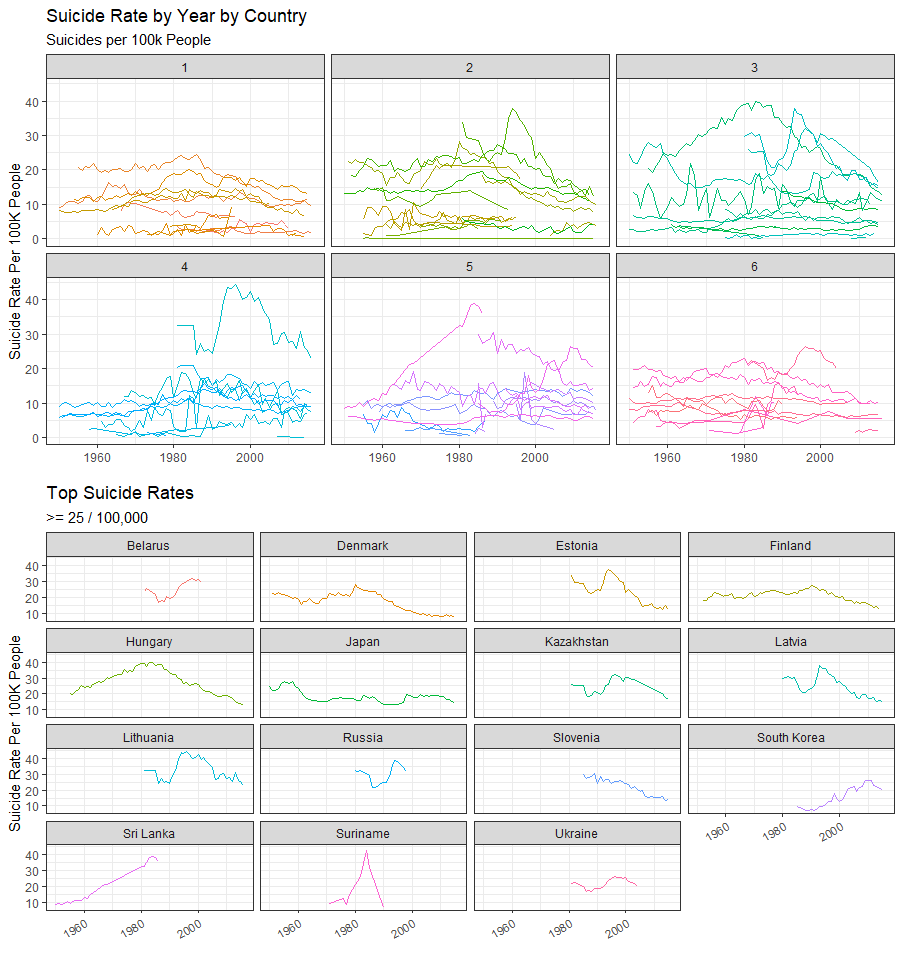 Suicide Rate by Year by Country
Suicides per 100k People
1 2 3
40
30
20
10
0
4 5 6
40
30
20
10
0
Suicide Rate Per 100K People
1960 1980 2000 1960 1980 2000 1960 1980 2000
Top Suicide Rates
>= 25 / 100,000
Belarus Denmark Estonia Finland
40
30
20
10
Hungary Japan Kazakhstan Latvia
40
30
20
10
Suicide Rate Per 100K People
Lithuania Russia Slovenia South Korea
40
30
20
10
1960 1980 2000
Sri Lanka Suriname Ukraine
40
30
20
10
1960 1980 2000 1960 1980 2000 1960 1980 2000